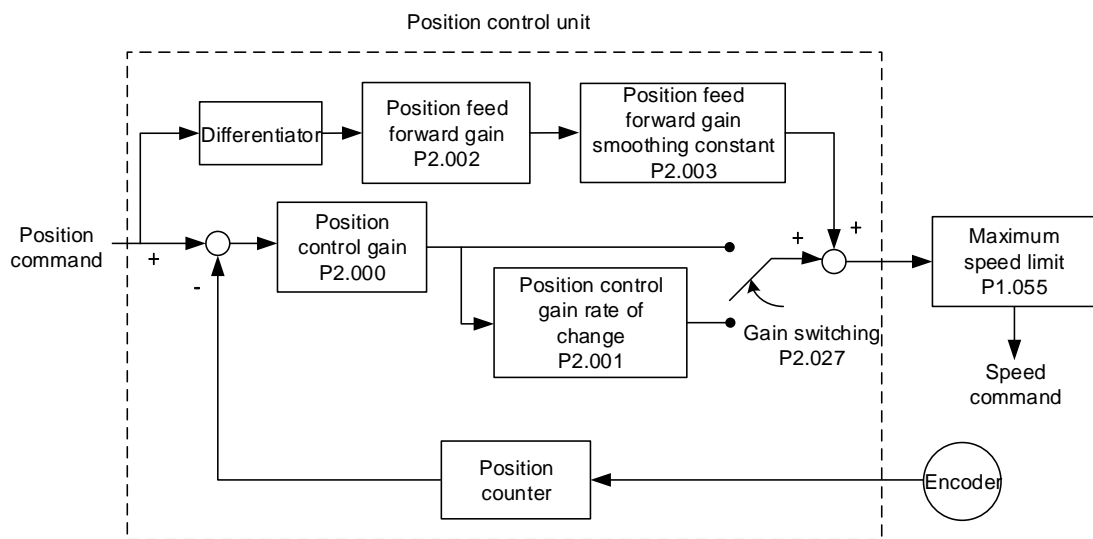 Position control unit
Differentiator
Position feed
forward gain
P2.002
Position feed
forward gain
smoothing constant
P2.003
Position
command
+
-
Position
control gain
P2.000
Position control
gain rate of
change
P2.001
Gain switching
P2.027
+
+
Maximum
speed limit
P1.055
Speed
command
Position
counter
Encoder